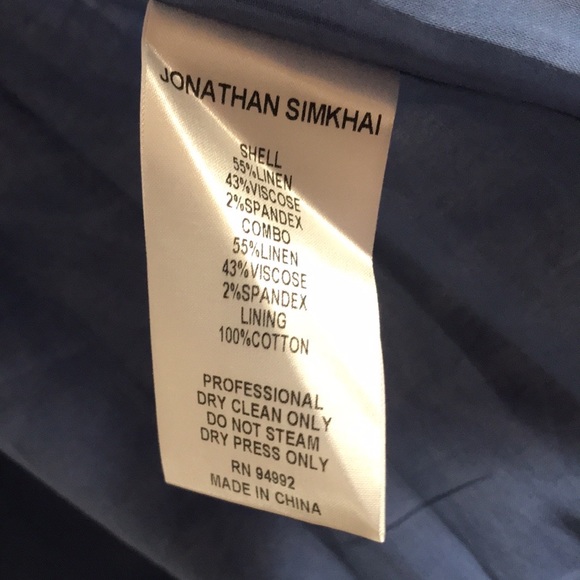 JONATHAN SIMKHAI
SHELL
55%LINEN
43%VISCOSE
2%SPANDEX
COMBO
55%LINEN
43%VISCOSE
2%SPANDEX
LINING
100%COTTON
PROFESSIONAL
DRY CLEAN ONLY
DO NOT STEAM
DRY PRESS ONLY
RN 94992
MADE IN CHINA